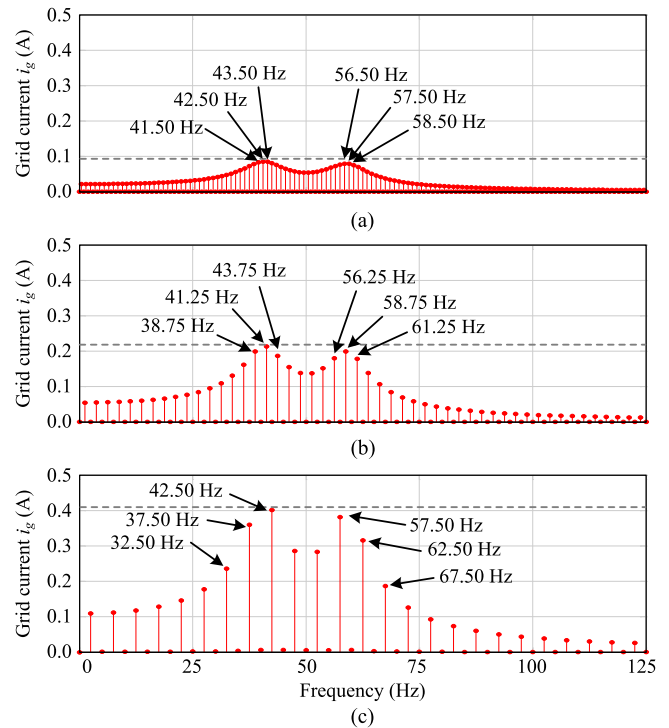 0.5
0.4
0.3
0.2
0.1
0.0
Grid current ig (A)
43.50 Hz
42.50 Hz
41.50 Hz
56.50 Hz
57.50 Hz
58.50 Hz
(a)
0.5
0.4
0.3
0.2
0.1
0.0
Grid current ig (A)
43.75 Hz
41.25 Hz
38.75 Hz
56.25 Hz
58.75 Hz
61.25 Hz
(b)
0.5
0.4
0.3
0.2
0.1
0.0
Grid current ig (A)
42.50 Hz
37.50 Hz
32.50 Hz
57.50 Hz
62.50 Hz
67.50 Hz
0 25 50 75 100 125
Frequency (Hz)
(c)